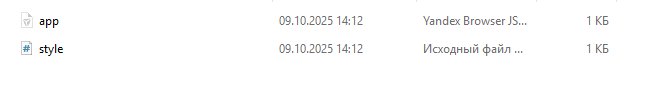 app 09.10.2025 14:12 Yandex Browser JS... 1 КБ
# style 09.10.2025 14:12 Исходный файл ... 1 КБ